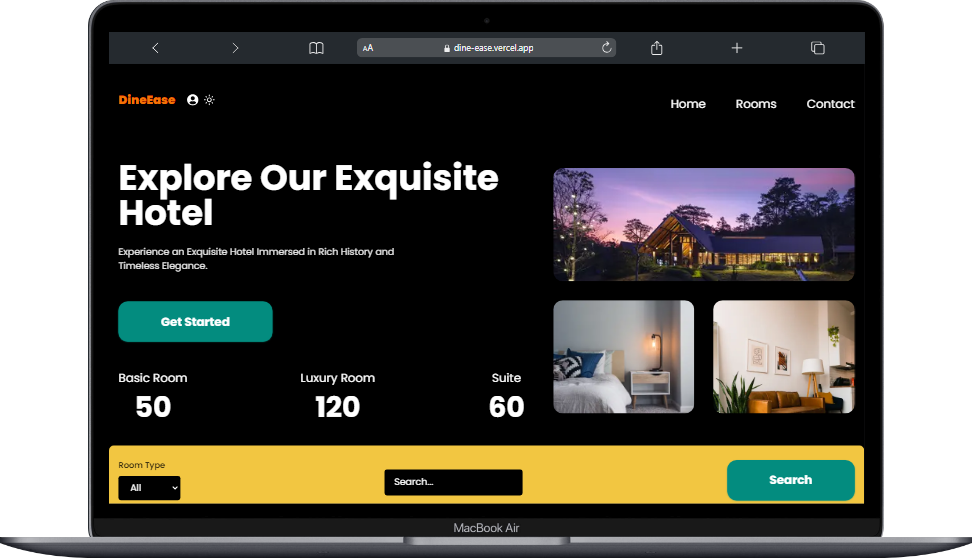 AA
dine-ease.vercel.app
DineEase
Home
Rooms
Contact
Explore Our Exquisite
Hotel
Experience an Exquisite Hotel Immersed in Rich History and
Timeless Elegance.
Get Started
Basic Room
Luxury Room
Suite
50
120
60
Room Type
All
Search...
Search
MacBook Air